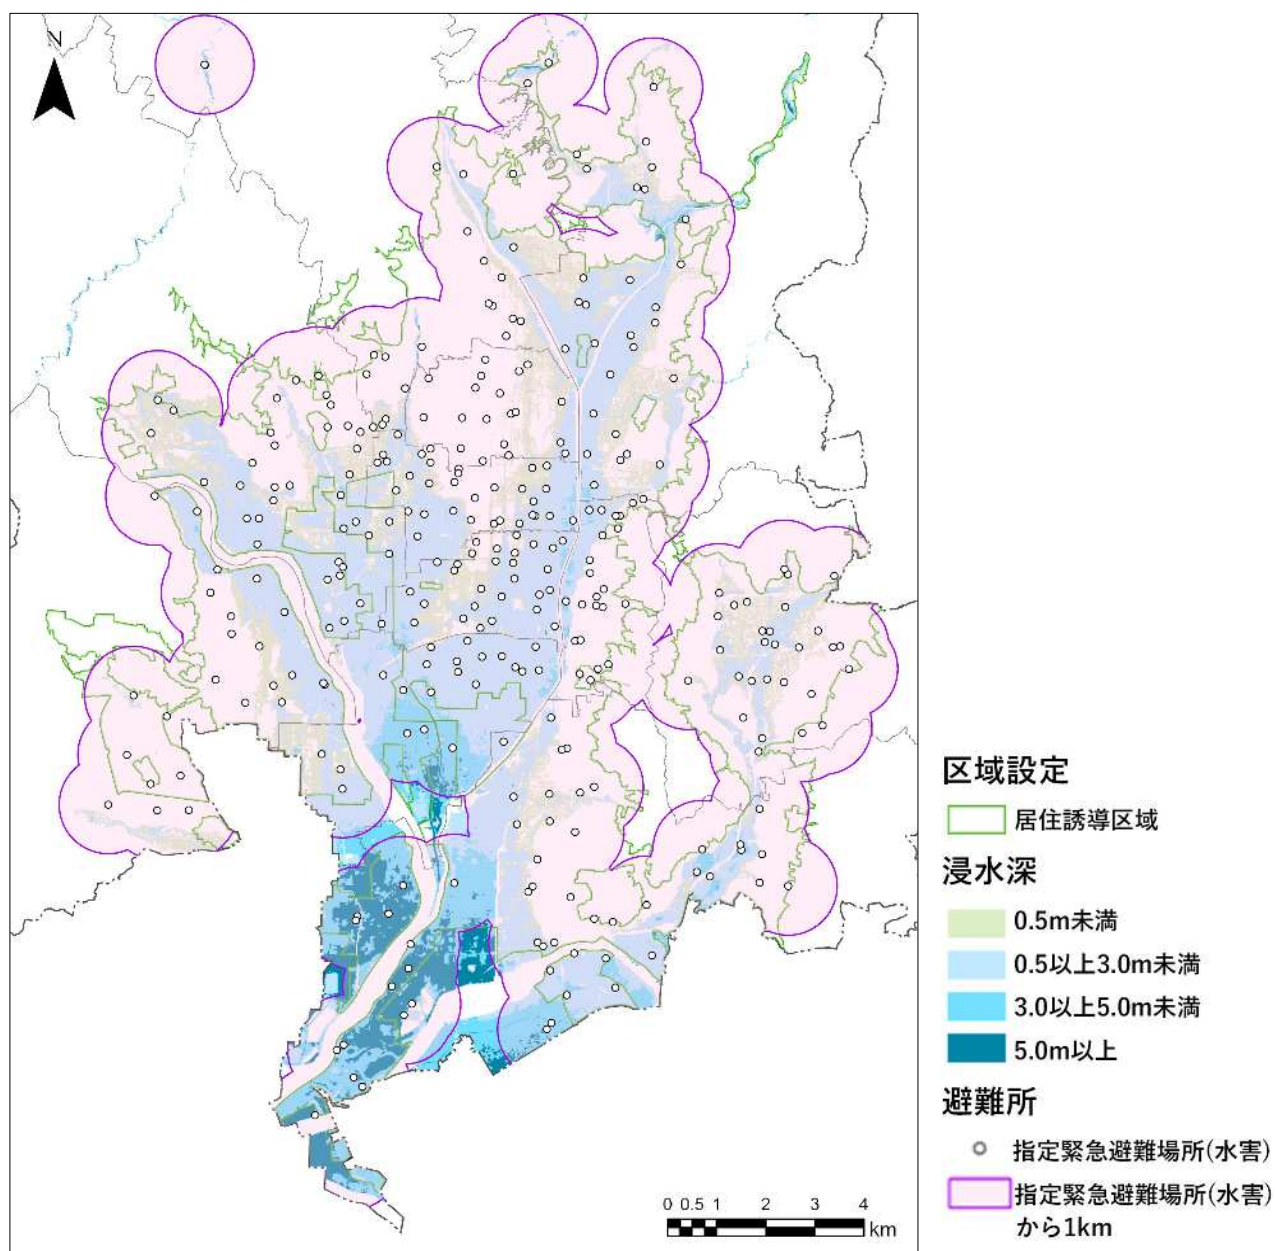 N
区域設定
居住誘導区域
浸水深
0.5m未満
0.5以上3.0m未満
3.0以上5.0m未満
5.0m以上
避難所
指定緊急避難場所(水害)
指定緊急避難場所(水害)
から1km
0 0.5 1 2 3 4
km